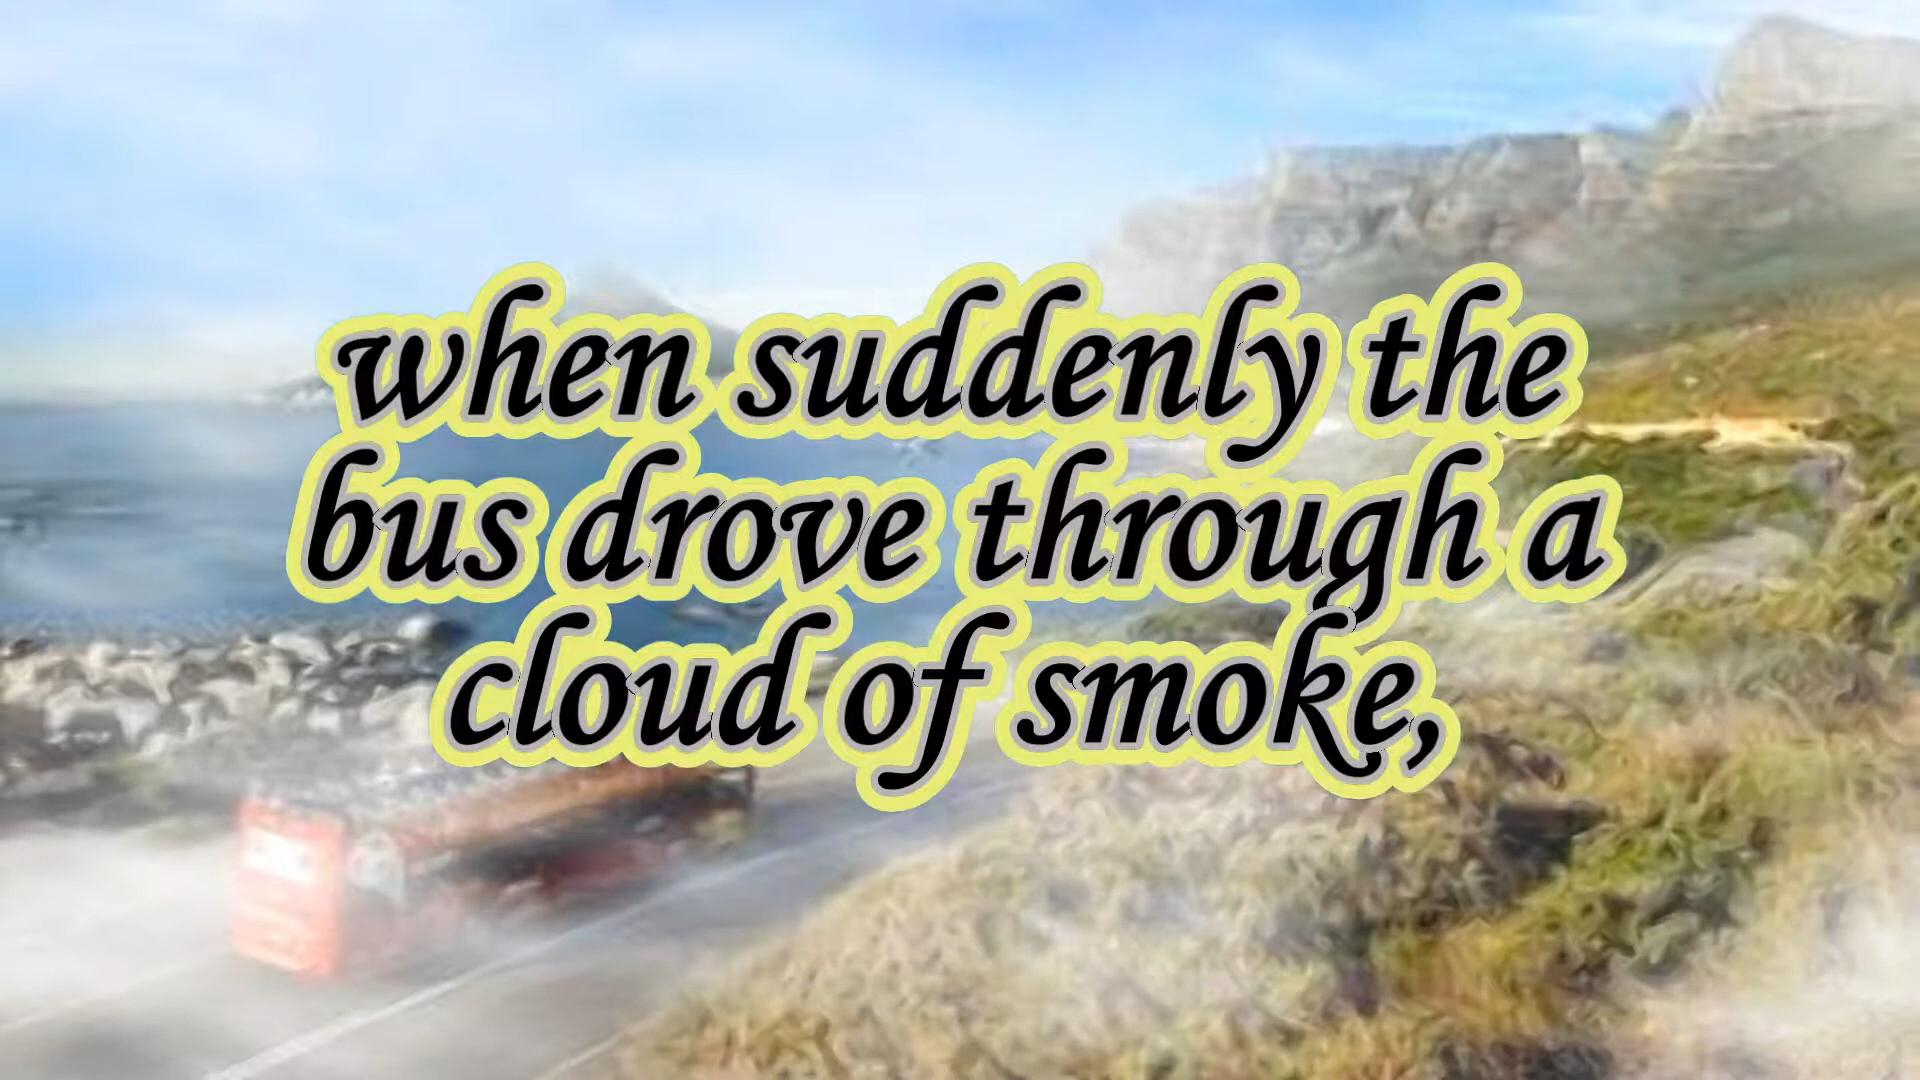 when suddenly the
bus drove through a
cloud of smoke,